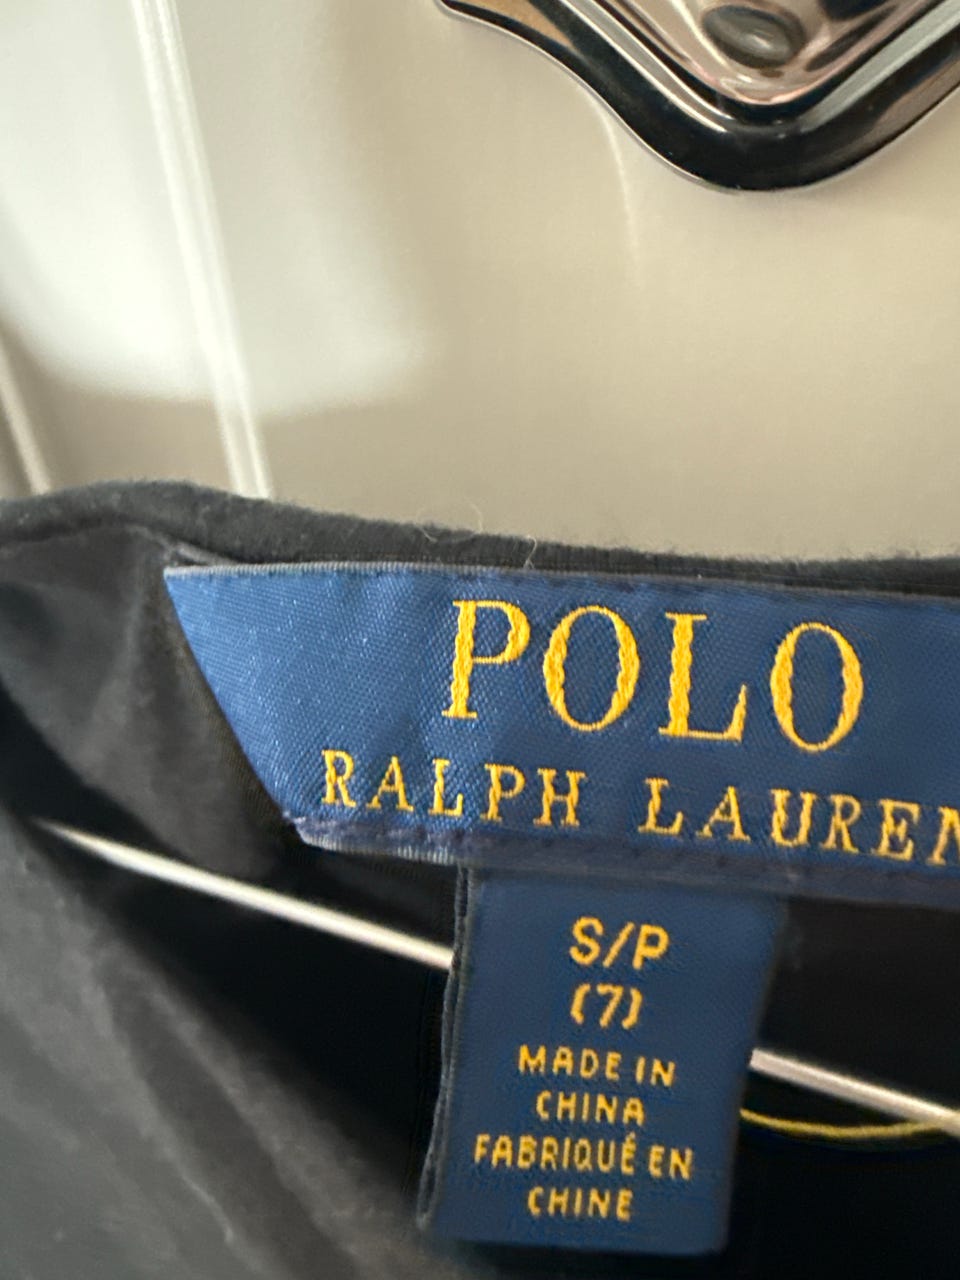 POLO
RALPH LAUREN
S/P
(7)
MADE IN
CHINA
FABRIQUÉ EN
CHINE